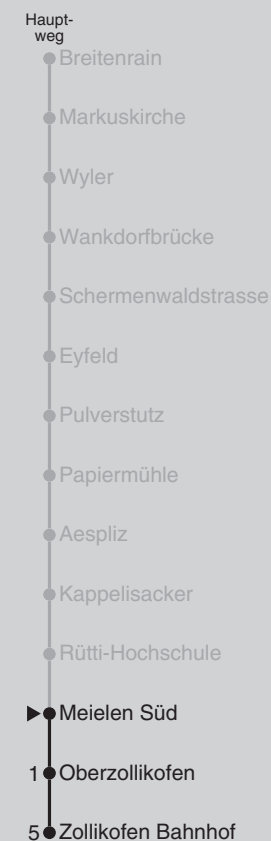 Haupt-
weg
Breitenrain
Markuskirche
Wyler
Wankdorfbrücke
Schermenwaldstrasse
Eyfeld
Pulverstutz
Papiermühle
Aespliz
Kappelisacker
Rütti-Hochschule
Meielen Süd
1 Oberzollikofen
5 Zollikofen Bahnhof